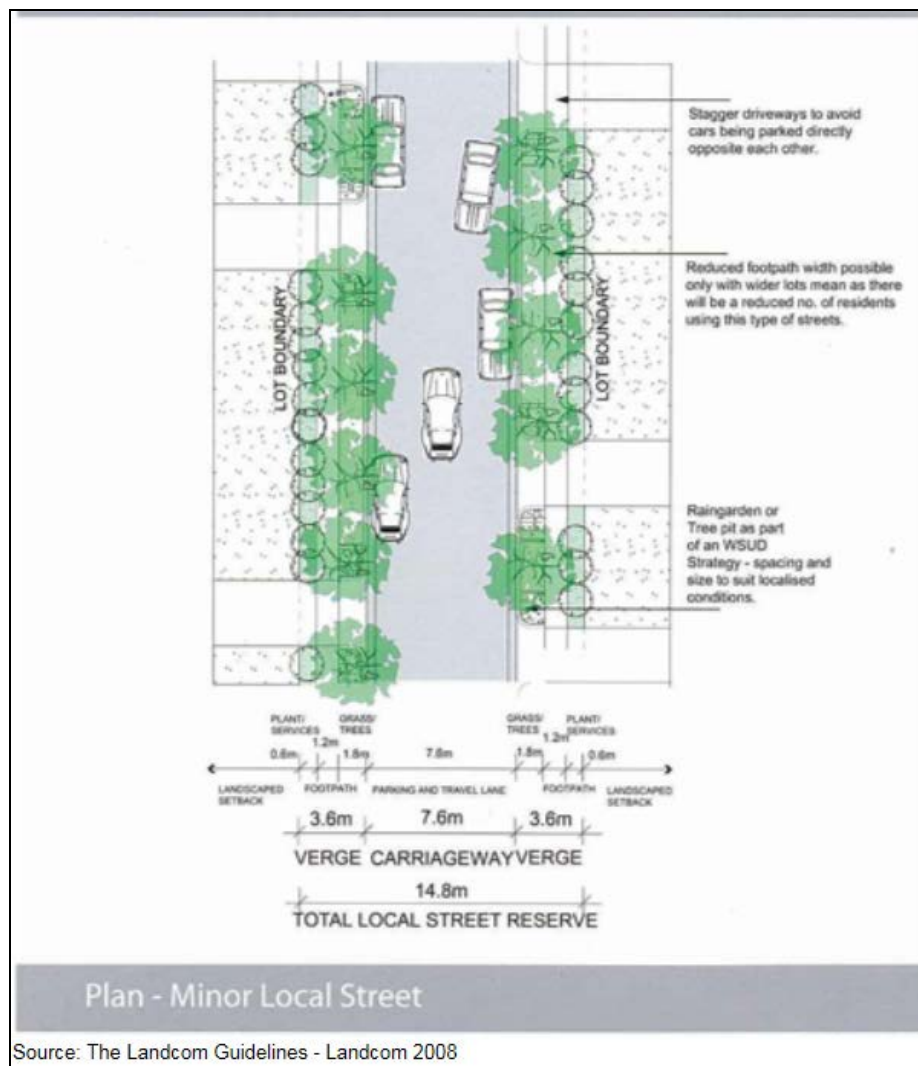 Stagger driveways to avoid
cars being parked directly
opposite each other.
LOT BOUNDARY
Reduced footpath width possible
only with wider lots mean as there
will be a reduced no. of residents
using this type of streets.
LOT BOUNDARY
Raingarden or
Tree pit as part
of an WSUD
Strategy - spacing and
size to suit localised
conditions.
PLANT/ GRASS/ GRASS/ PLANT/
SERVICES TREES TREES SERVICES
1.2m 1.2m
0.6m 1.8m 7.6m 1.8m 0.6m
LANDSCAPED FOOTPATH PARKING AND TRAVEL LANE FOOTPATH LANDSCAPED
SETBACK SETBACK
3.6m 7.6m 3.6m
VERGE CARRIAGEWAY VERGE
14.8m
TOTAL LOCAL STREET RESERVE
Plan - Minor Local Street
Source: The Landcom Guidelines - Landcom 2008